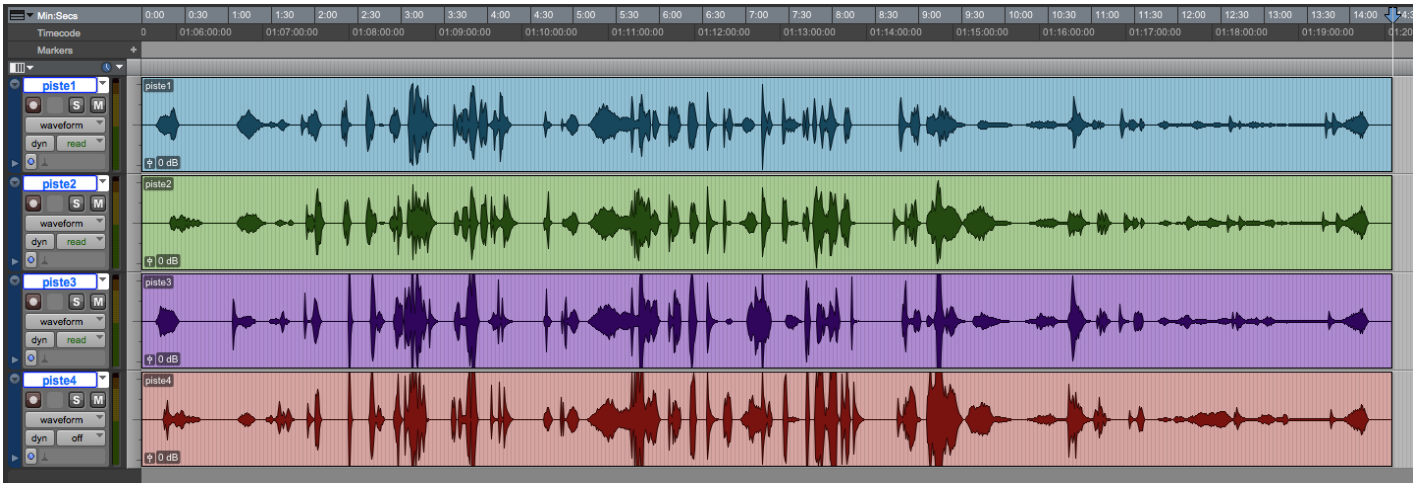 Min:Secs 0:00 0:30 1:00 1:30 2:00 2:30 3:00 3:30 4:00 4:30 5:00 5:30 6:00 6:30 7:00 7:30 8:00 8:30 9:00 9:30 10:00 10:30 11:00 11:30 12:00 12:30 13:00 13:30 14:00
Timecode 0 01:06:00:00 01:07:00:00 01:08:00:00 01:09:00:00 01:10:00:00 01:11:00:00 01:12:00:00 01:13:00:00 01:14:00:00 01:15:00:00 01:16:00:00 01:17:00:00 01:18:00:00 01:19:00:00 01:20
Markers +
piste1 piste1
S M
waveform
dyn read
0 dB
piste2 piste2
S M
waveform
dyn read
0 dB
piste3 piste3
S M
waveform
dyn read
0 dB
piste4 piste4
S M
waveform
dyn off
0 dB